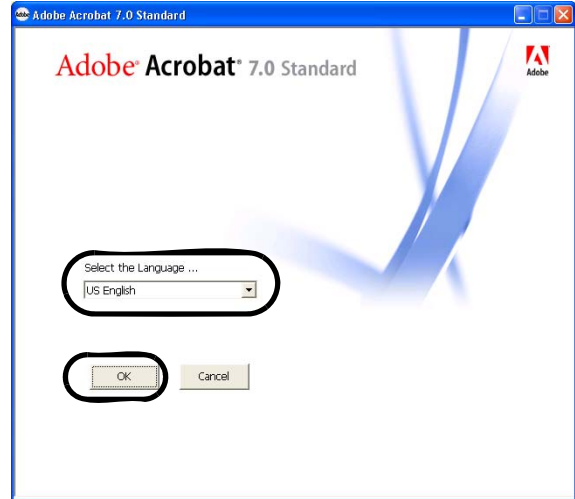 Adobe Acrobat 7.0 Standard
Adobe® Acrobat® 7.0 Standard
Adobe
Select the Language ...
US English
OK
Cancel